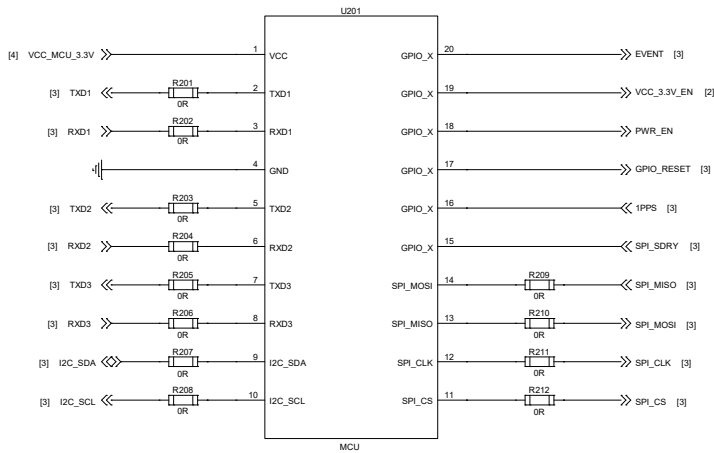 U201
[4] VCC_MCU_3.3V 1 VCC GPIO_X 20 EVENT [3]
R201
[3] TXD1 2 TXD1 GPIO_X 19 VCC_3.3V_EN [2]
0R
R202
[3] RXD1 3 RXD1 GPIO_X 18 PWR_EN
0R
4 GND GPIO_X 17 GPIO_RESET [3]
R203
[3] TXD2 5 TXD2 GPIO_X 16 1PPS [3]
0R
R204
[3] RXD2 6 RXD2 GPIO_X 15 SPI_SDRY [3]
0R
R205 R209
[3] TXD3 7 TXD3 SPI_MOSI 14 SPI_MISO [3]
0R 0R
R206 R210
[3] RXD3 8 RXD3 SPI_MISO 13 SPI_MOSI [3]
0R 0R
R207 R211
[3] I2C_SDA 9 I2C_SDA SPI_CLK 12 SPI_CLK [3]
0R 0R
R208 R212
[3] I2C_SCL 10 I2C_SCL SPI_CS 11 SPI_CS [3]
0R 0R
MCU